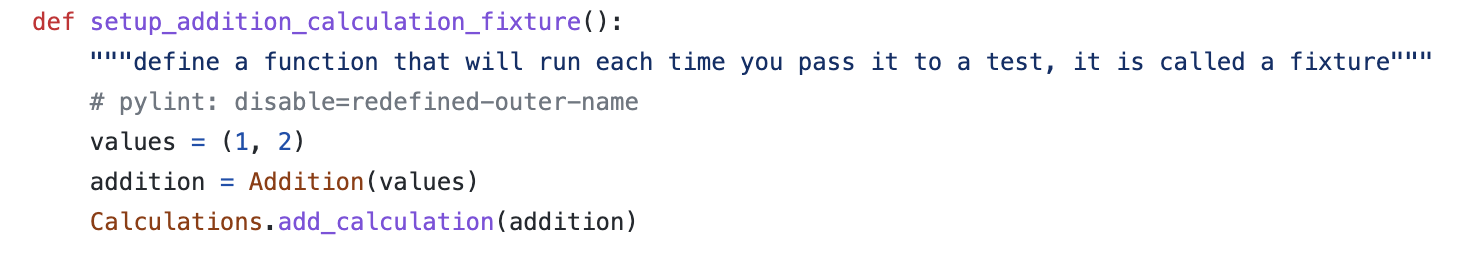 def setup_addition_calculation_fixture():
    """define a function that will run each time you pass it to a test, it is called a fixture"""
    # pylint: disable=redefined-outer-name
    values = (1, 2)
    addition = Addition(values)
    Calculations.add_calculation(addition)